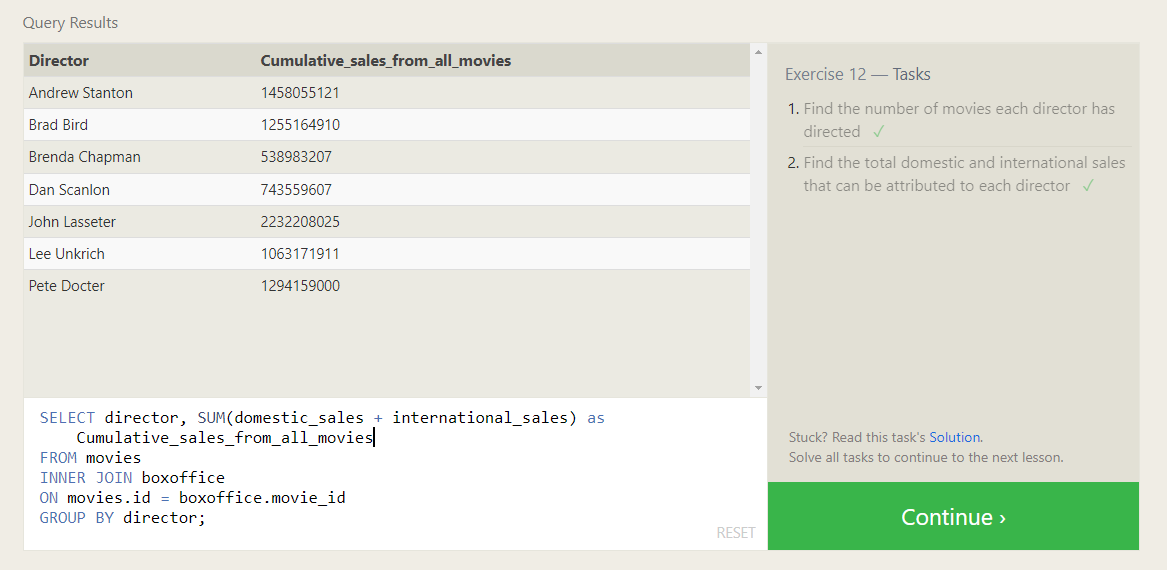 Query Results
Director Cumulative_sales_from_all_movies
Andrew Stanton 1458055121
Brad Bird 1255164910
Brenda Chapman 538983207
Dan Scanlon 743559607
John Lasseter 2232208025
Lee Unkrich 1063171911
Pete Docter 1294159000
SELECT director, SUM(domestic_sales + international_sales) as
Cumulative_sales_from_all_movies
FROM movies
INNER JOIN boxoffice
ON movies.id = boxoffice.movie_id
GROUP BY director;
RESET
Exercise 12 — Tasks
1. Find the number of movies each director has
directed ✓
2. Find the total domestic and international sales
that can be attributed to each director ✓
Stuck? Read this task's Solution.
Solve all tasks to continue to the next lesson.
Continue ›